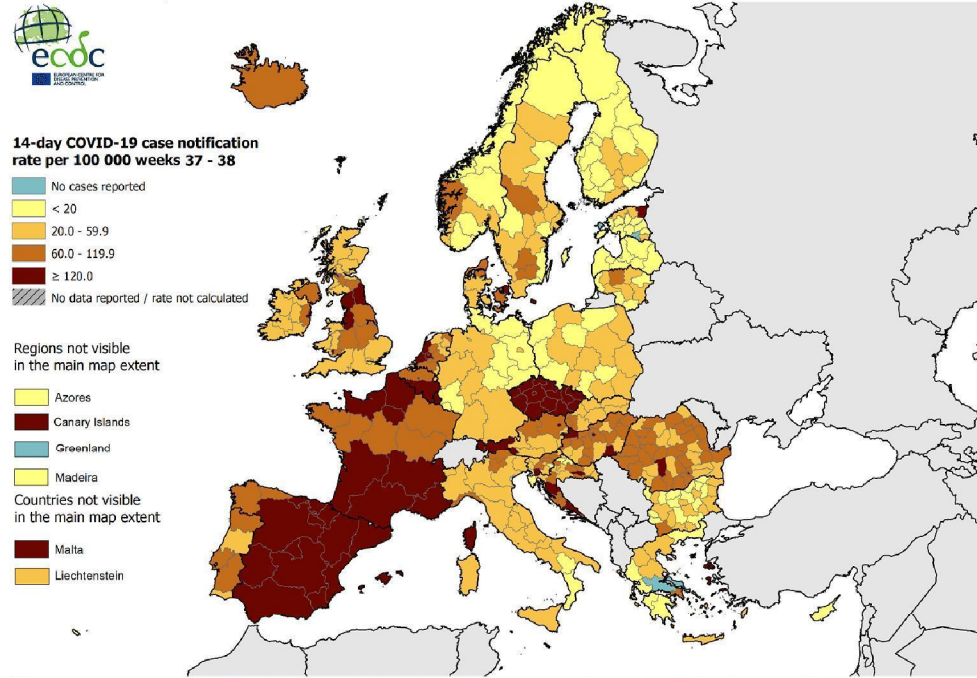 ecdc
EUROPEAN CENTRE FOR
DISEASE PREVENTION
AND CONTROL
14-day COVID-19 case notification
rate per 100 000 weeks 37 - 38
No cases reported
< 20
20.0 - 59.9
60.0 - 119.9
≥ 120.0
No data reported / rate not calculated
Regions not visible
in the main map extent
Azores
Canary Islands
Greenland
Madeira
Countries not visible
in the main map extent
Malta
Liechtenstein